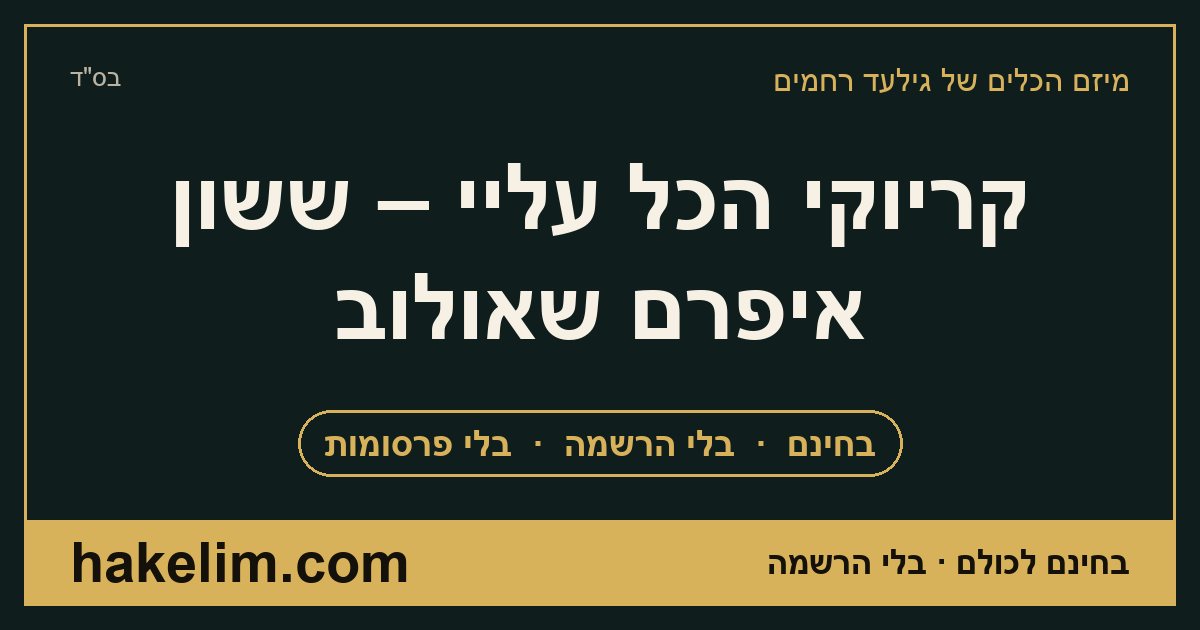 מיזם הכלים של גילעד רחמים
בס"ד
קריוקי הכל עליי – ששון
איפרם שאולוב
בחינם · בלי הרשמה · בלי פרסומות
בחינם לכולם · בלי הרשמה
hakelim.com